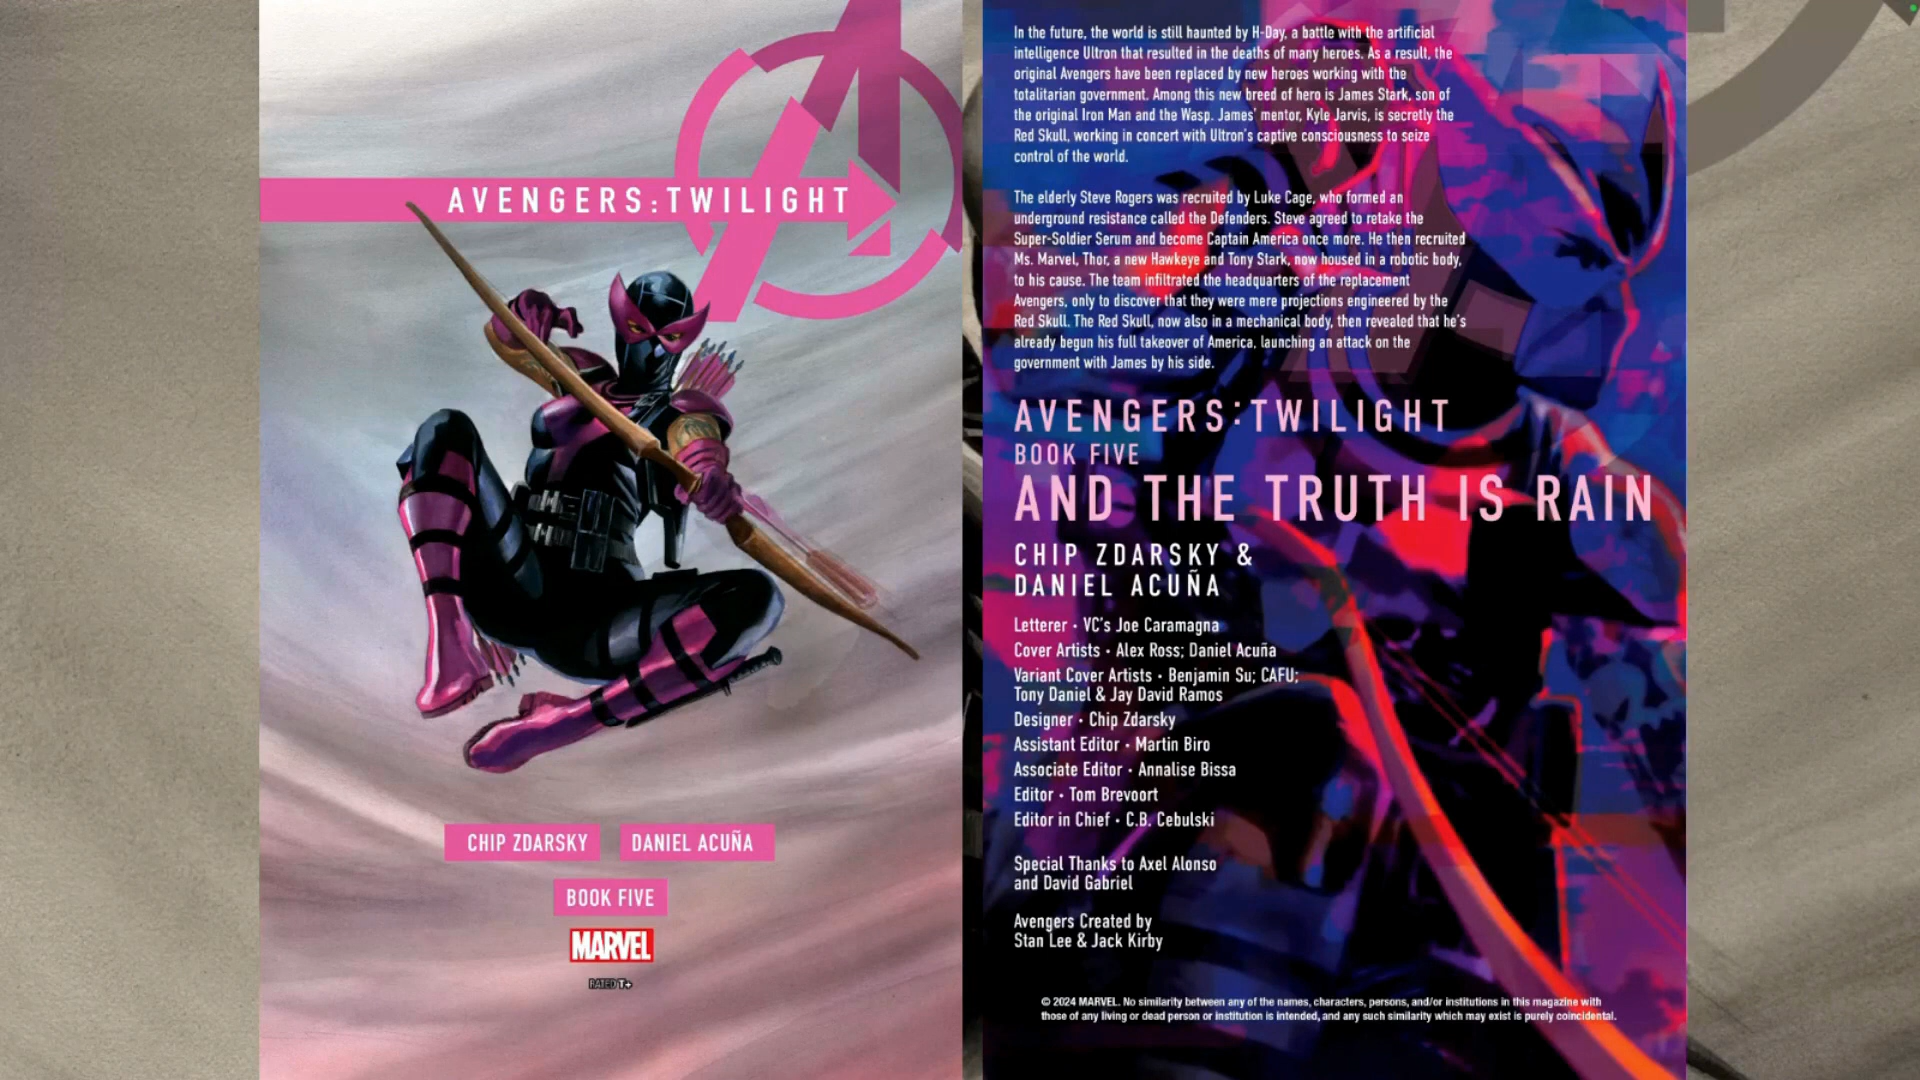 AVENGERS:TWILIGHT
CHIP ZDARSKY
DANIEL ACUÑA
BOOK FIVE
MARVEL
RATED T+
In the future, the world is still haunted by H-Day, a battle with the artificial
intelligence Ultron that resulted in the deaths of many heroes. As a result, the
original Avengers have been replaced by new heroes working with the
totalitarian government. Among this new breed of hero is James Stark, son of
the original Iron Man and the Wasp. James' mentor, Kyle Jarvis, is secretly the
Red Skull, working in concert with Ultron's captive consciousness to seize
control of the world.
The elderly Steve Rogers was recruited by Luke Cage, who formed an
underground resistance called the Defenders. Steve agreed to retake the
Super-Soldier Serum and become Captain America once more. He then recruited
Ms. Marvel, Thor, a new Hawkeye and Tony Stark, now housed in a robotic body,
to his cause. The team infiltrated the headquarters of the replacement
Avengers, only to discover that they were mere projections engineered by the
Red Skull. The Red Skull, now also in a mechanical body, then revealed that he's
already begun his full takeover of America, launching an attack on the
government with James by his side.
AVENGERS:TWILIGHT
BOOK FIVE
AND THE TRUTH IS RAIN
CHIP ZDARSKY &
DANIEL ACUÑA
Letterer • VC's Joe Caramagna
Cover Artists • Alex Ross; Daniel Acuña
Variant Cover Artists • Benjamin Su; CAFU;
Tony Daniel & Jay David Ramos
Designer • Chip Zdarsky
Assistant Editor • Martin Biro
Associate Editor • Annalise Bissa
Editor • Tom Brevoort
Editor in Chief • C.B. Cebulski
Special Thanks to Axel Alonso
and David Gabriel
Avengers Created by
Stan Lee & Jack Kirby
© 2024 MARVEL. No similarity between any of the names, characters, persons, and/or institutions in this magazine with
those of any living or dead person or institution is intended, and any such similarity which may exist is purely coincidental.